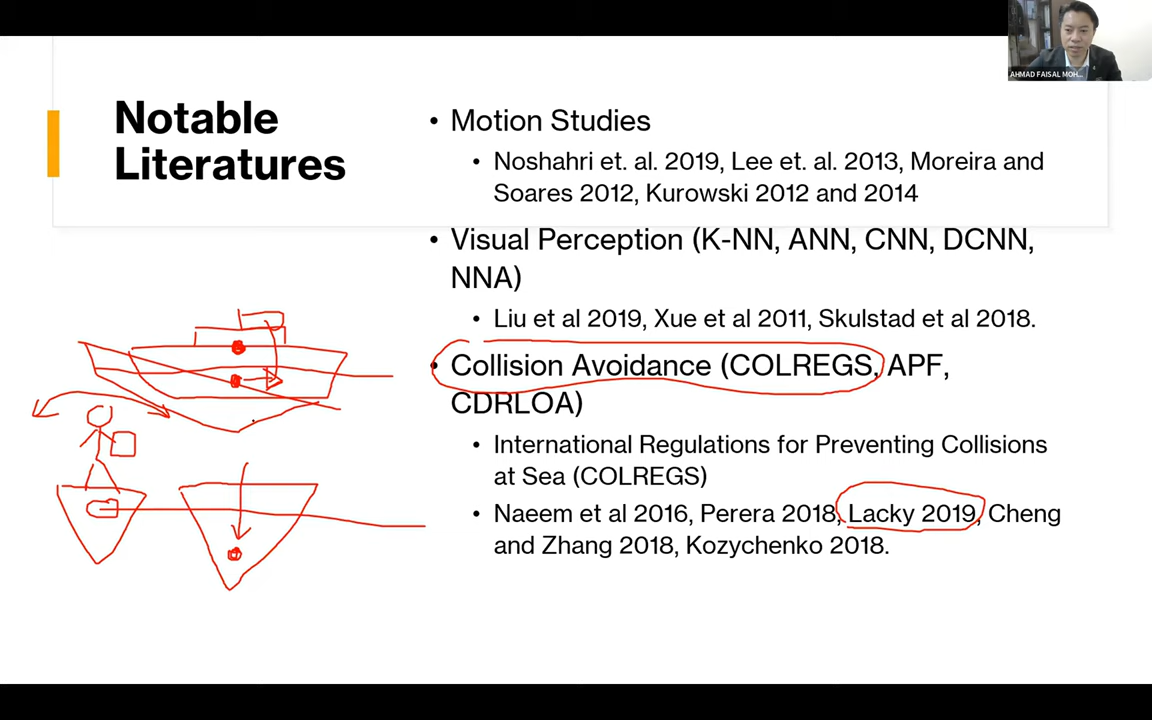 AHMAD FAISAL MOH...
Notable
Literatures
• Motion Studies
• Noshahri et. al. 2019, Lee et. al. 2013, Moreira and
Soares 2012, Kurowski 2012 and 2014
• Visual Perception (K-NN, ANN, CNN, DCNN,
NNA)
• Liu et al 2019, Xue et al 2011, Skulstad et al 2018.
• Collision Avoidance (COLREGS, APF,
CDRLOA)
• International Regulations for Preventing Collisions
at Sea (COLREGS)
• Naeem et al 2016, Perera 2018, Lacky 2019, Cheng
and Zhang 2018, Kozychenko 2018.